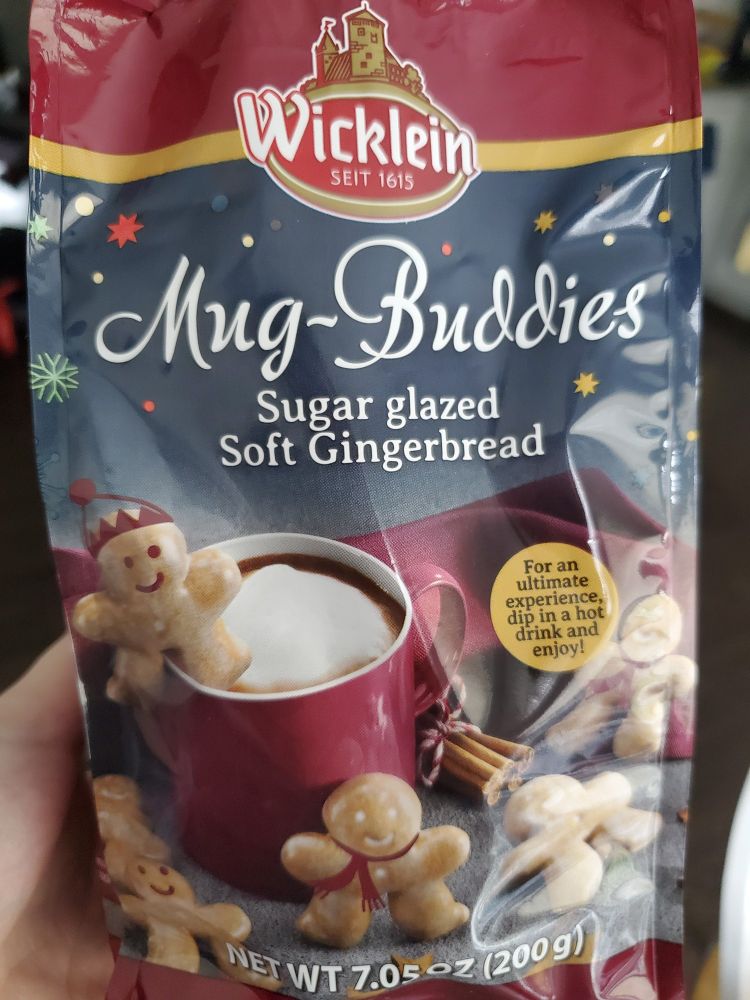 Wicklein
SEIT 1615
Mug-Buddies
Sugar glazed
Soft Gingerbread
For an
ultimate
experience,
dip in a hot
drink and
enjoy!
NET WT 7.05 OZ (200g)